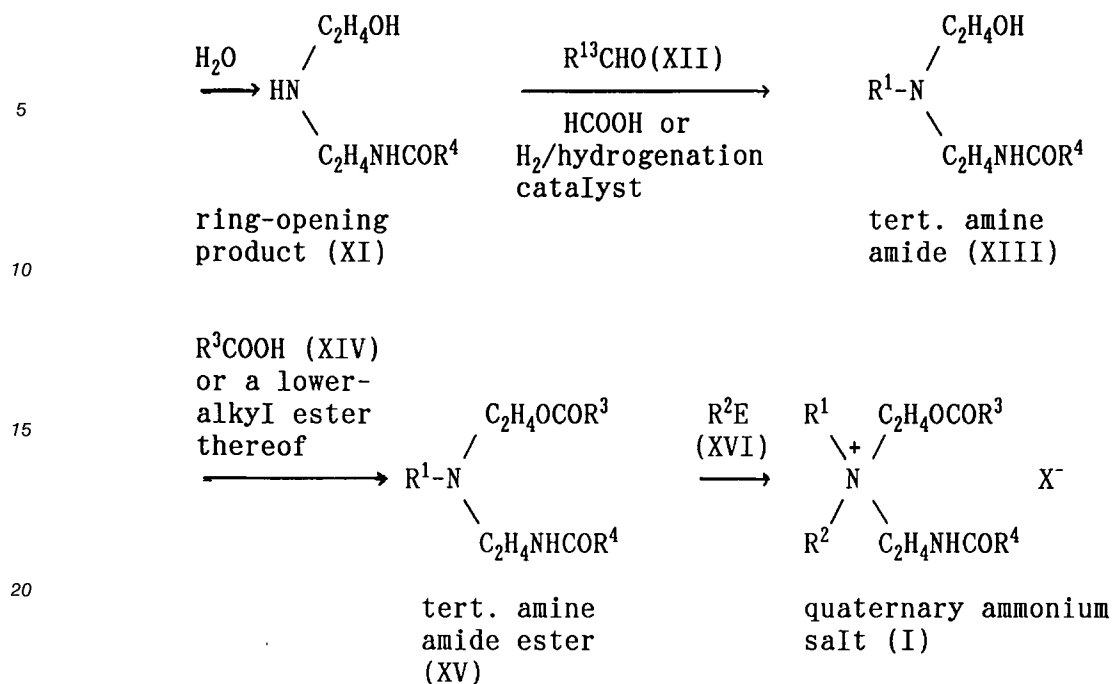 C₂H₄OH
H₂O
HN
C₂H₄NHCOR⁴
ring-opening
product (XI)
R¹³CHO(XII)
HCOOH or
H₂/hydrogenation
catalyst
C₂H₄OH
R¹-N
C₂H₄NHCOR⁴
tert. amine
amide (XIII)
5
10
R³COOH (XIV)
or a lower-
alkyl ester
thereof
C₂H₄OCOR³
R¹-N
C₂H₄NHCOR⁴
tert. amine
amide ester
(XV)
R²E
(XVI)
R¹ C₂H₄OCOR³
+
N X⁻
R² C₂H₄NHCOR⁴
quaternary ammonium
salt (I)
15
20